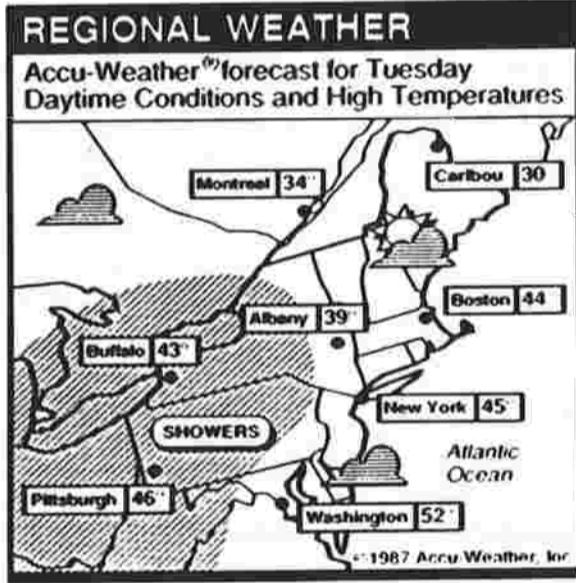 REGIONAL WEATHER
Accu-Weather forecast for Tuesday
Daytime Conditions and High Temperatures
Montreal 34°
Caribou 30
Albany 39°
Boston 44
Buffalo 43°
New York 45°
SHOWERS
Atlantic
Ocean
Pittsburgh 46°
Washington 52°
© 1987 Accu-Weather, Inc.